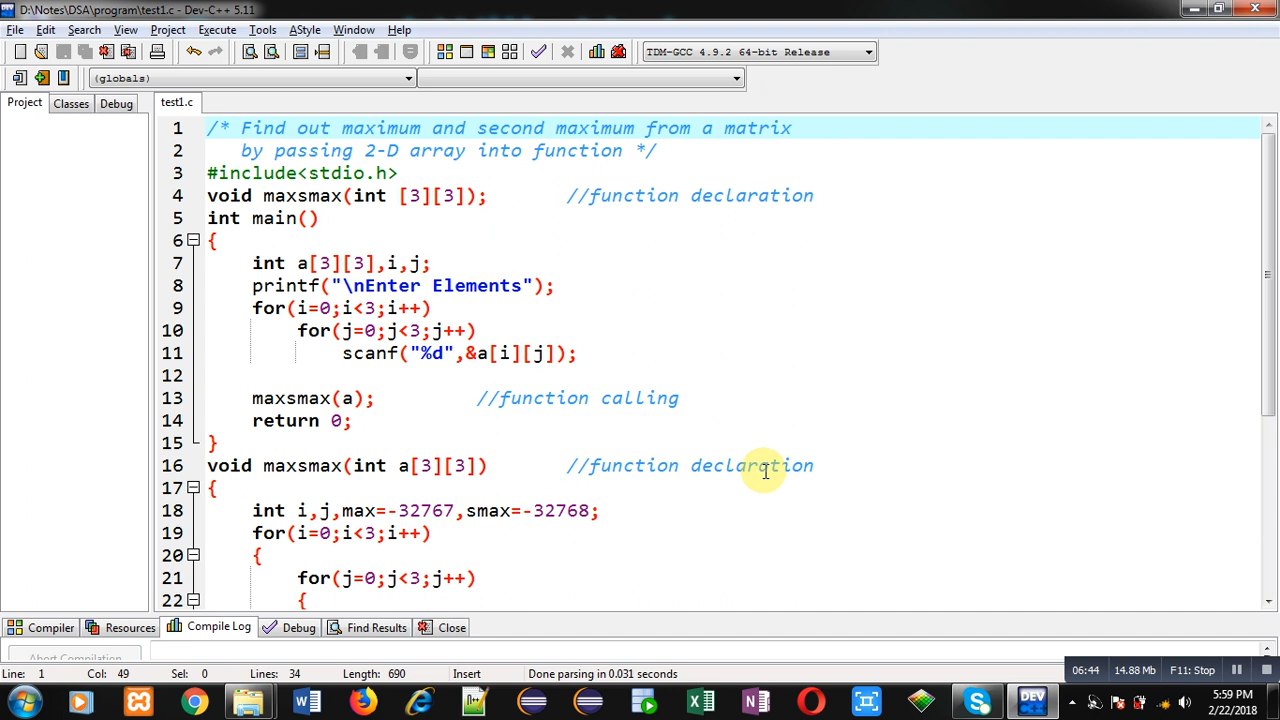 D:\Notes\DSA\program\test1.c - Dev-C++ 5.11
File Edit Search View Project Execute Tools AStyle Window Help
TDM-GCC 4.9.2 64-bit Release
(globals)
Project Classes Debug test1.c
1 /* Find out maximum and second maximum from a matrix
2 by passing 2-D array into function */
3 #include<stdio.h>
4 void maxsmax(int [3][3]); //function declaration
5 int main()
6 {
7 int a[3][3],i,j;
8 printf("\nEnter Elements");
9 for(i=0;i<3;i++)
10 for(j=0;j<3;j++)
11 scanf("%d",&a[i][j]);
12
13 maxsmax(a); //function calling
14 return 0;
15 }
16 void maxsmax(int a[3][3]) //function declaration
17 {
18 int i,j,max=-32767,smax=-32768;
19 for(i=0;i<3;i++)
20 {
21 for(j=0;j<3;j++)
22 {
Compiler Resources Compile Log Debug Find Results Close
Abort Compilation
Line: 1 Col: 49 Sel: 0 Lines: 34 Length: 690 Insert Done parsing in 0.031 seconds
06:44 14.88 Mb F11: Stop
5:59 PM
2/22/2018